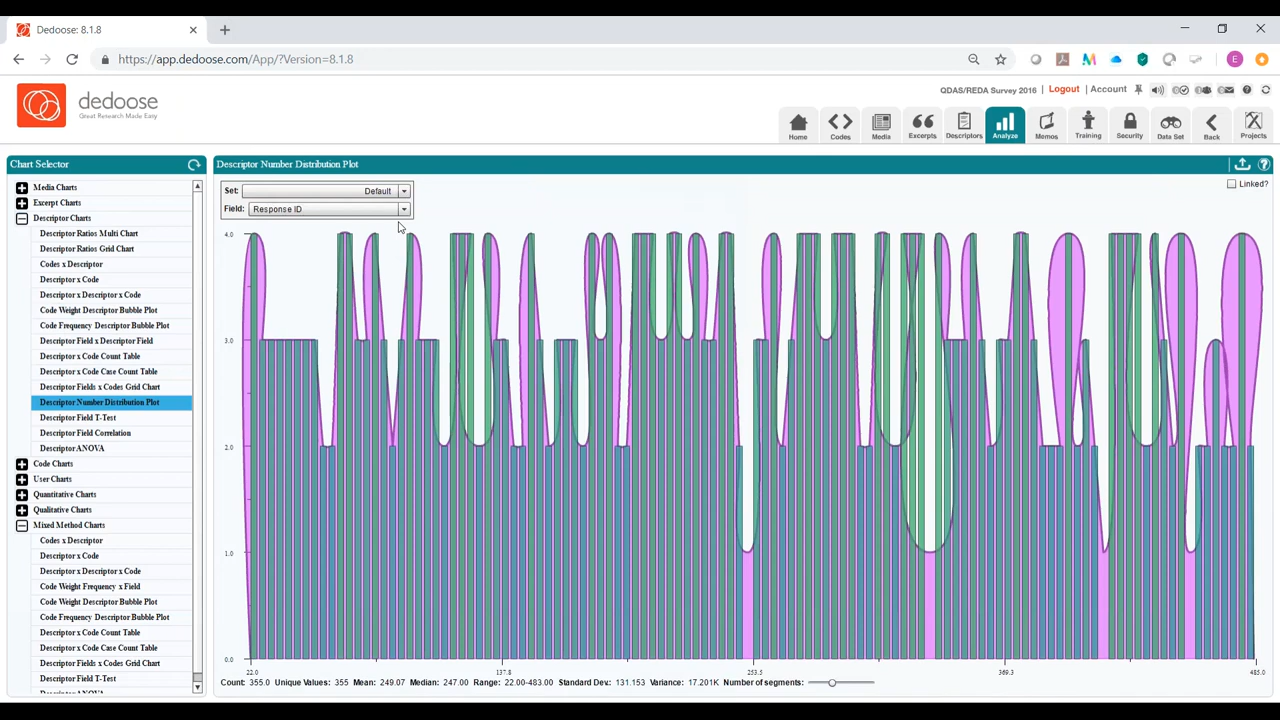 Dedoose: 8.1.8
https://app.dedoose.com/App/?Version=8.1.8
QDAS/REDA Survey 2016 | Logout | Account
dedoose
Great Research Made Easy
Home Codes Media Excerpts Descriptors Analyze Memos Training Security Data Set Back Projects
Chart Selector
Media Charts
Excerpt Charts
Descriptor Charts
Descriptor Ratios Multi Chart
Descriptor Ratios Grid Chart
Codes x Descriptor
Descriptor x Code
Descriptor x Descriptor x Code
Code Weight Descriptor Bubble Plot
Code Frequency Descriptor Bubble Plot
Descriptor Field x Descriptor Field
Descriptor x Code Count Table
Descriptor x Code Case Count Table
Descriptor Fields x Codes Grid Chart
Descriptor Number Distribution Plot
Descriptor Field T-Test
Descriptor Field Correlation
Descriptor ANOVA
Code Charts
User Charts
Quantitative Charts
Qualitative Charts
Mixed Method Charts
Codes x Descriptor
Descriptor x Code
Descriptor x Descriptor x Code
Code Weight Frequency x Field
Code Weight Descriptor Bubble Plot
Code Frequency Descriptor Bubble Plot
Descriptor x Code Count Table
Descriptor x Code Case Count Table
Descriptor Fields x Codes Grid Chart
Descriptor Field T-Test
Descriptor ANOVA
Descriptor Number Distribution Plot
Linked?
Set: Default
Field: Response ID
4.0
3.0
2.0
1.0
0.0
22.0 137.8 253.5 369.3 485.0
Count: 355.0 Unique Values: 355 Mean: 249.07 Median: 247.00 Range: 22.00-483.00 Standard Dev.: 131.153 Variance: 17.201K Number of segments: